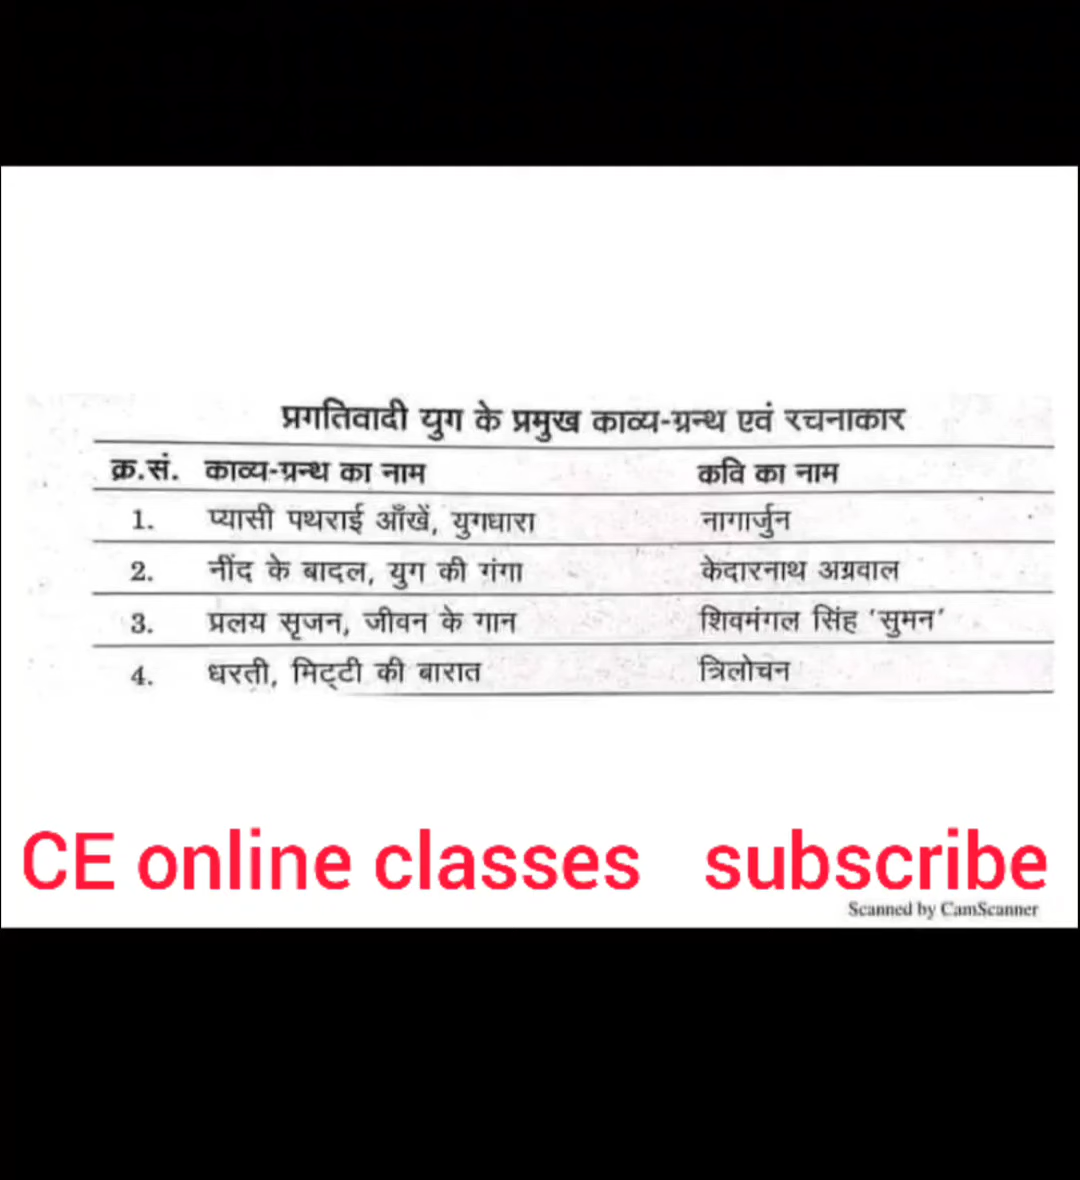 प्रगतिवादी युग के प्रमुख काव्य-ग्रन्थ एवं रचनाकार
क्र.सं. काव्य-ग्रन्थ का नाम कवि का नाम
1. प्यासी पथराई आँखें, युगधारा नागार्जुन
2. नींद के बादल, युग की गंगा केदारनाथ अग्रवाल
3. प्रलय सृजन, जीवन के गान शिवमंगल सिंह 'सुमन'
4. धरती, मिट्टी की बारात त्रिलोचन
CE online classes subscribe
Scanned by CamScanner